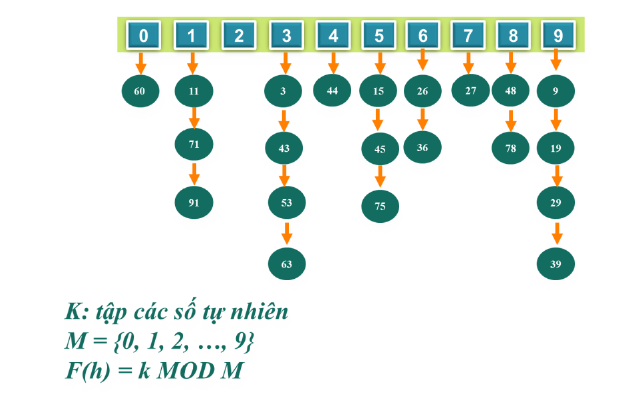 0 1 2 3 4 5 6 7 8 9
60 11 3 44 15 26 27 48 9
71 43 45 36 78 19
91 53 75 29
63 39
K: tập các số tự nhiên
M = {0, 1, 2, …, 9}
F(h) = k MOD M